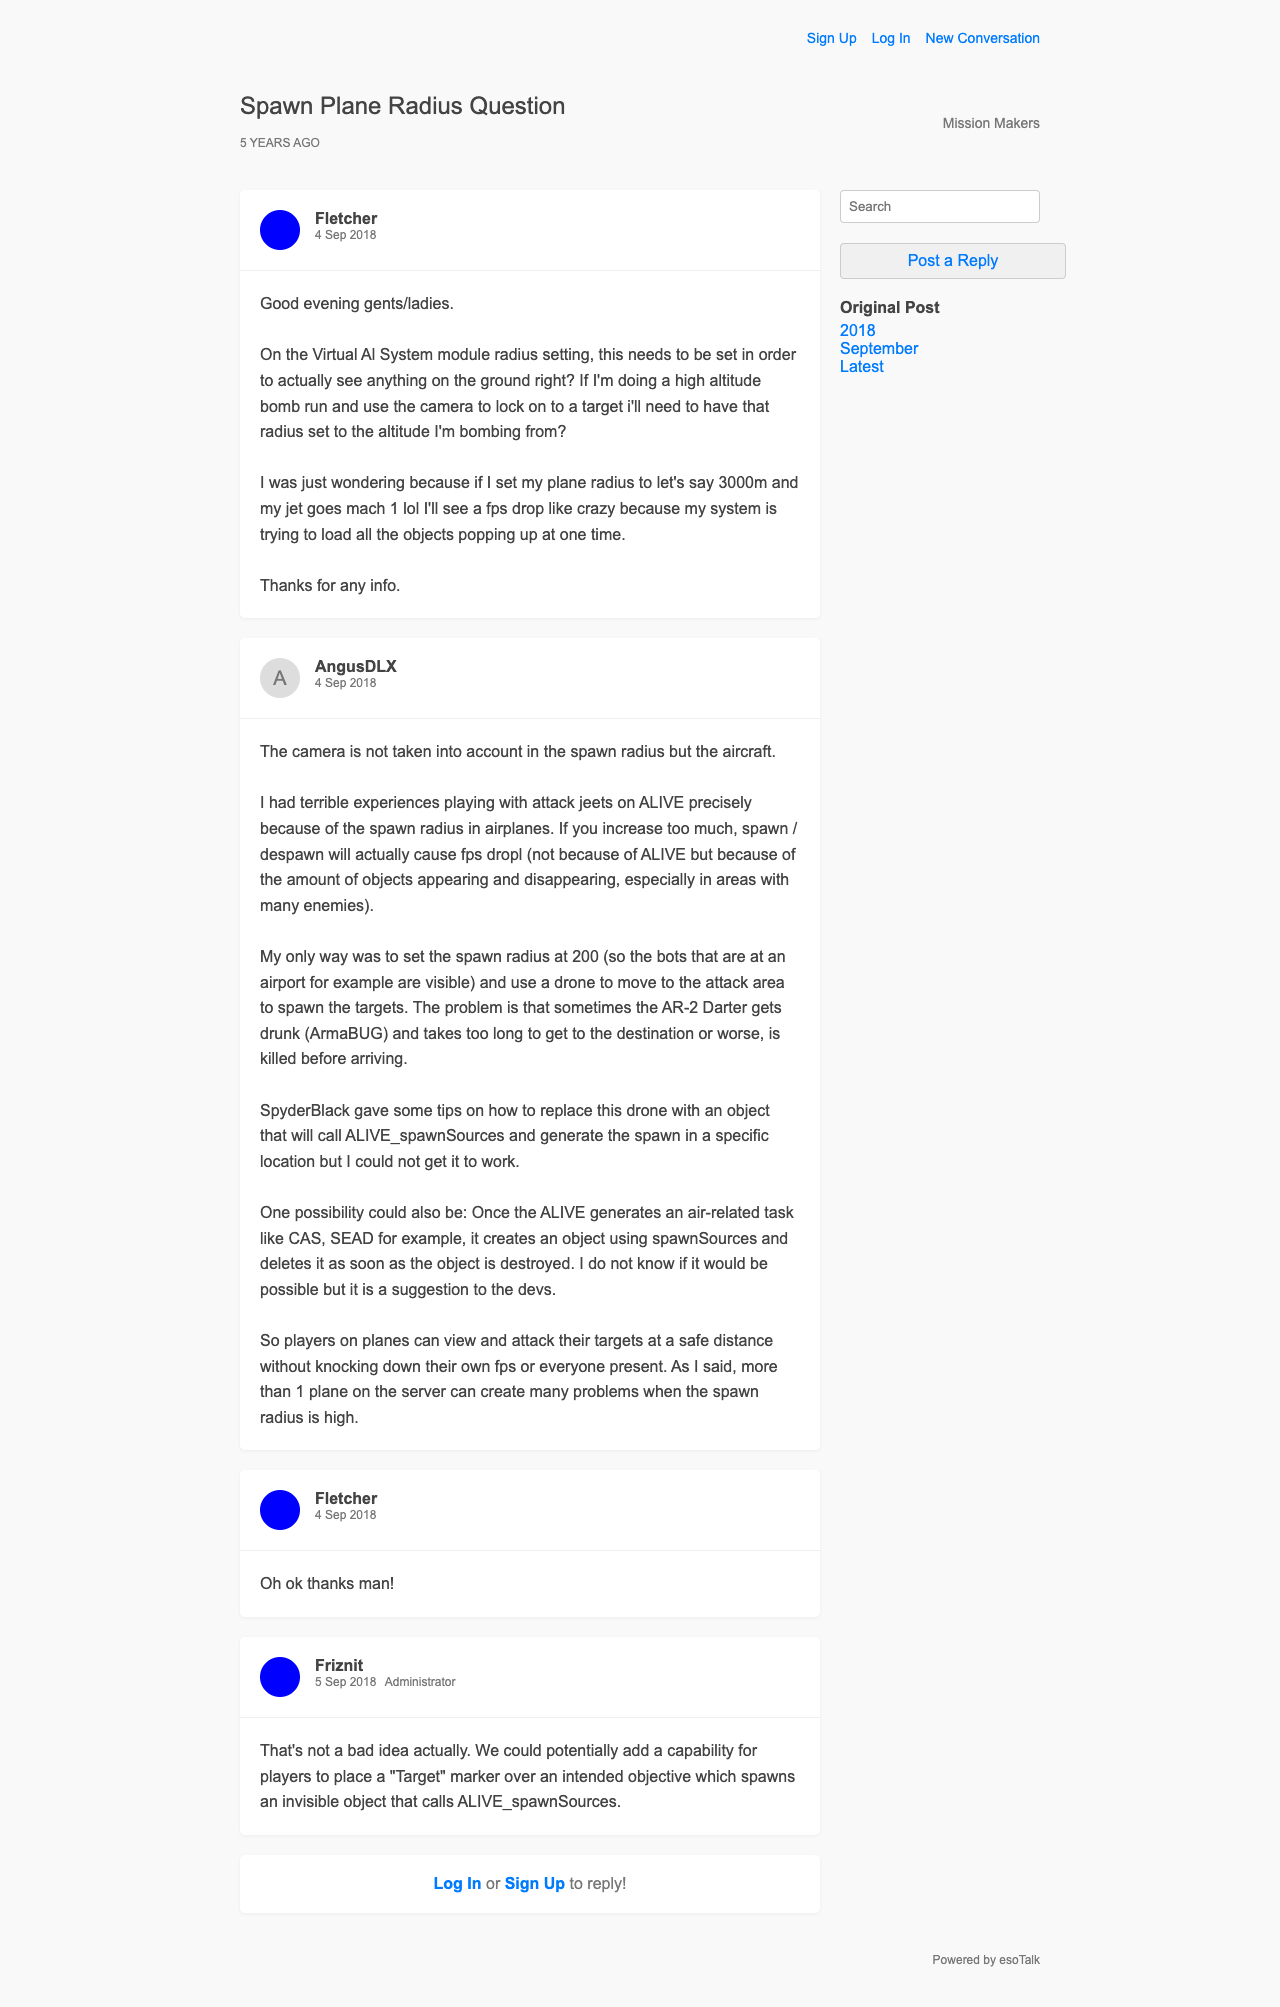 Sign Up Log In New Conversation
Spawn Plane Radius Question
Mission Makers
5 YEARS AGO
Fletcher
4 Sep 2018
Good evening gents/ladies.
On the Virtual AI System module radius setting, this needs to be set in order
to actually see anything on the ground right? If I'm doing a high altitude
bomb run and use the camera to lock on to a target i'll need to have that
radius set to the altitude I'm bombing from?
I was just wondering because if I set my plane radius to let's say 3000m and
my jet goes mach 1 lol I'll see a fps drop like crazy because my system is
trying to load all the objects popping up at one time.
Thanks for any info.
A
AngusDLX
4 Sep 2018
The camera is not taken into account in the spawn radius but the aircraft.
I had terrible experiences playing with attack jeets on ALIVE precisely
because of the spawn radius in airplanes. If you increase too much, spawn /
despawn will actually cause fps dropl (not because of ALIVE but because of
the amount of objects appearing and disappearing, especially in areas with
many enemies).
My only way was to set the spawn radius at 200 (so the bots that are at an
airport for example are visible) and use a drone to move to the attack area
to spawn the targets. The problem is that sometimes the AR-2 Darter gets
drunk (ArmaBUG) and takes too long to get to the destination or worse, is
killed before arriving.
SpyderBlack gave some tips on how to replace this drone with an object
that will call ALIVE_spawnSources and generate the spawn in a specific
location but I could not get it to work.
One possibility could also be: Once the ALIVE generates an air-related task
like CAS, SEAD for example, it creates an object using spawnSources and
deletes it as soon as the object is destroyed. I do not know if it would be
possible but it is a suggestion to the devs.
So players on planes can view and attack their targets at a safe distance
without knocking down their own fps or everyone present. As I said, more
than 1 plane on the server can create many problems when the spawn
radius is high.
Fletcher
4 Sep 2018
Oh ok thanks man!
Friznit
5 Sep 2018 Administrator
That's not a bad idea actually. We could potentially add a capability for
players to place a "Target" marker over an intended objective which spawns
an invisible object that calls ALIVE_spawnSources.
Log In or Sign Up to reply!
Search
Post a Reply
Original Post
2018
September
Latest
Powered by esoTalk